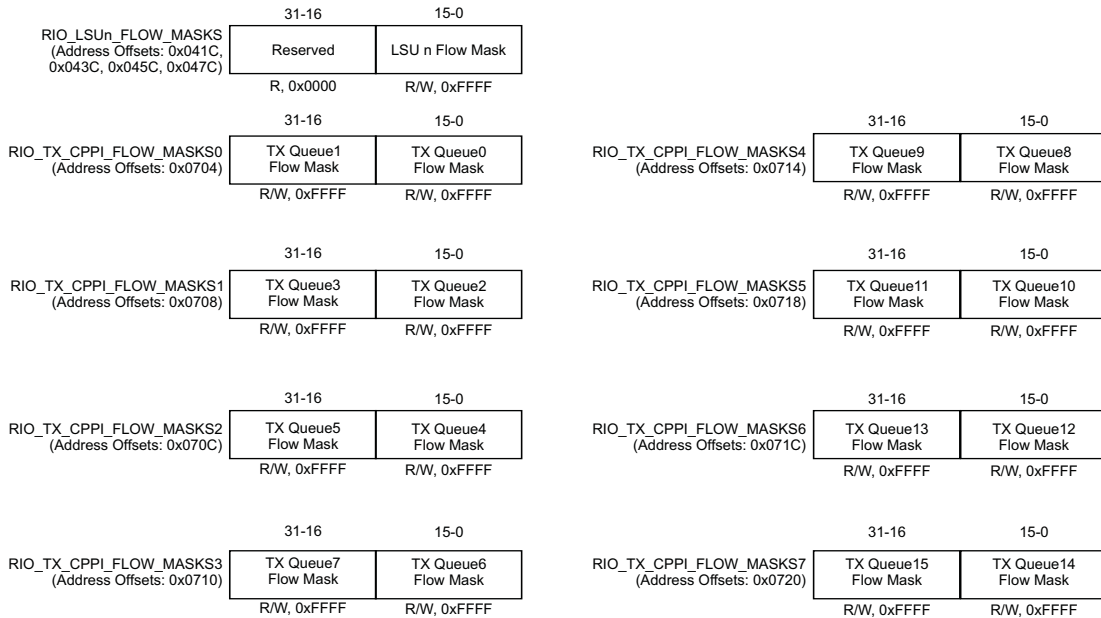 31-16 15-0
RIO_LSUn_FLOW_MASKS
(Address Offsets: 0x041C,
0x043C, 0x045C, 0x047C)
Reserved LSU n Flow Mask
R, 0x0000 R/W, 0xFFFF
31-16 15-0
RIO_TX_CPPI_FLOW_MASKS0
(Address Offsets: 0x0704)
TX Queue1 TX Queue0
Flow Mask Flow Mask
R/W, 0xFFFF R/W, 0xFFFF
31-16 15-0
RIO_TX_CPPI_FLOW_MASKS4
(Address Offsets: 0x0714)
TX Queue9 TX Queue8
Flow Mask Flow Mask
R/W, 0xFFFF R/W, 0xFFFF
31-16 15-0
RIO_TX_CPPI_FLOW_MASKS1
(Address Offsets: 0x0708)
TX Queue3 TX Queue2
Flow Mask Flow Mask
R/W, 0xFFFF R/W, 0xFFFF
31-16 15-0
RIO_TX_CPPI_FLOW_MASKS5
(Address Offsets: 0x0718)
TX Queue11 TX Queue10
Flow Mask Flow Mask
R/W, 0xFFFF R/W, 0xFFFF
31-16 15-0
RIO_TX_CPPI_FLOW_MASKS2
(Address Offsets: 0x070C)
TX Queue5 TX Queue4
Flow Mask Flow Mask
R/W, 0xFFFF R/W, 0xFFFF
31-16 15-0
RIO_TX_CPPI_FLOW_MASKS6
(Address Offsets: 0x071C)
TX Queue13 TX Queue12
Flow Mask Flow Mask
R/W, 0xFFFF R/W, 0xFFFF
31-16 15-0
RIO_TX_CPPI_FLOW_MASKS3
(Address Offsets: 0x0710)
TX Queue7 TX Queue6
Flow Mask Flow Mask
R/W, 0xFFFF R/W, 0xFFFF
31-16 15-0
RIO_TX_CPPI_FLOW_MASKS7
(Address Offsets: 0x0720)
TX Queue15 TX Queue14
Flow Mask Flow Mask
R/W, 0xFFFF R/W, 0xFFFF